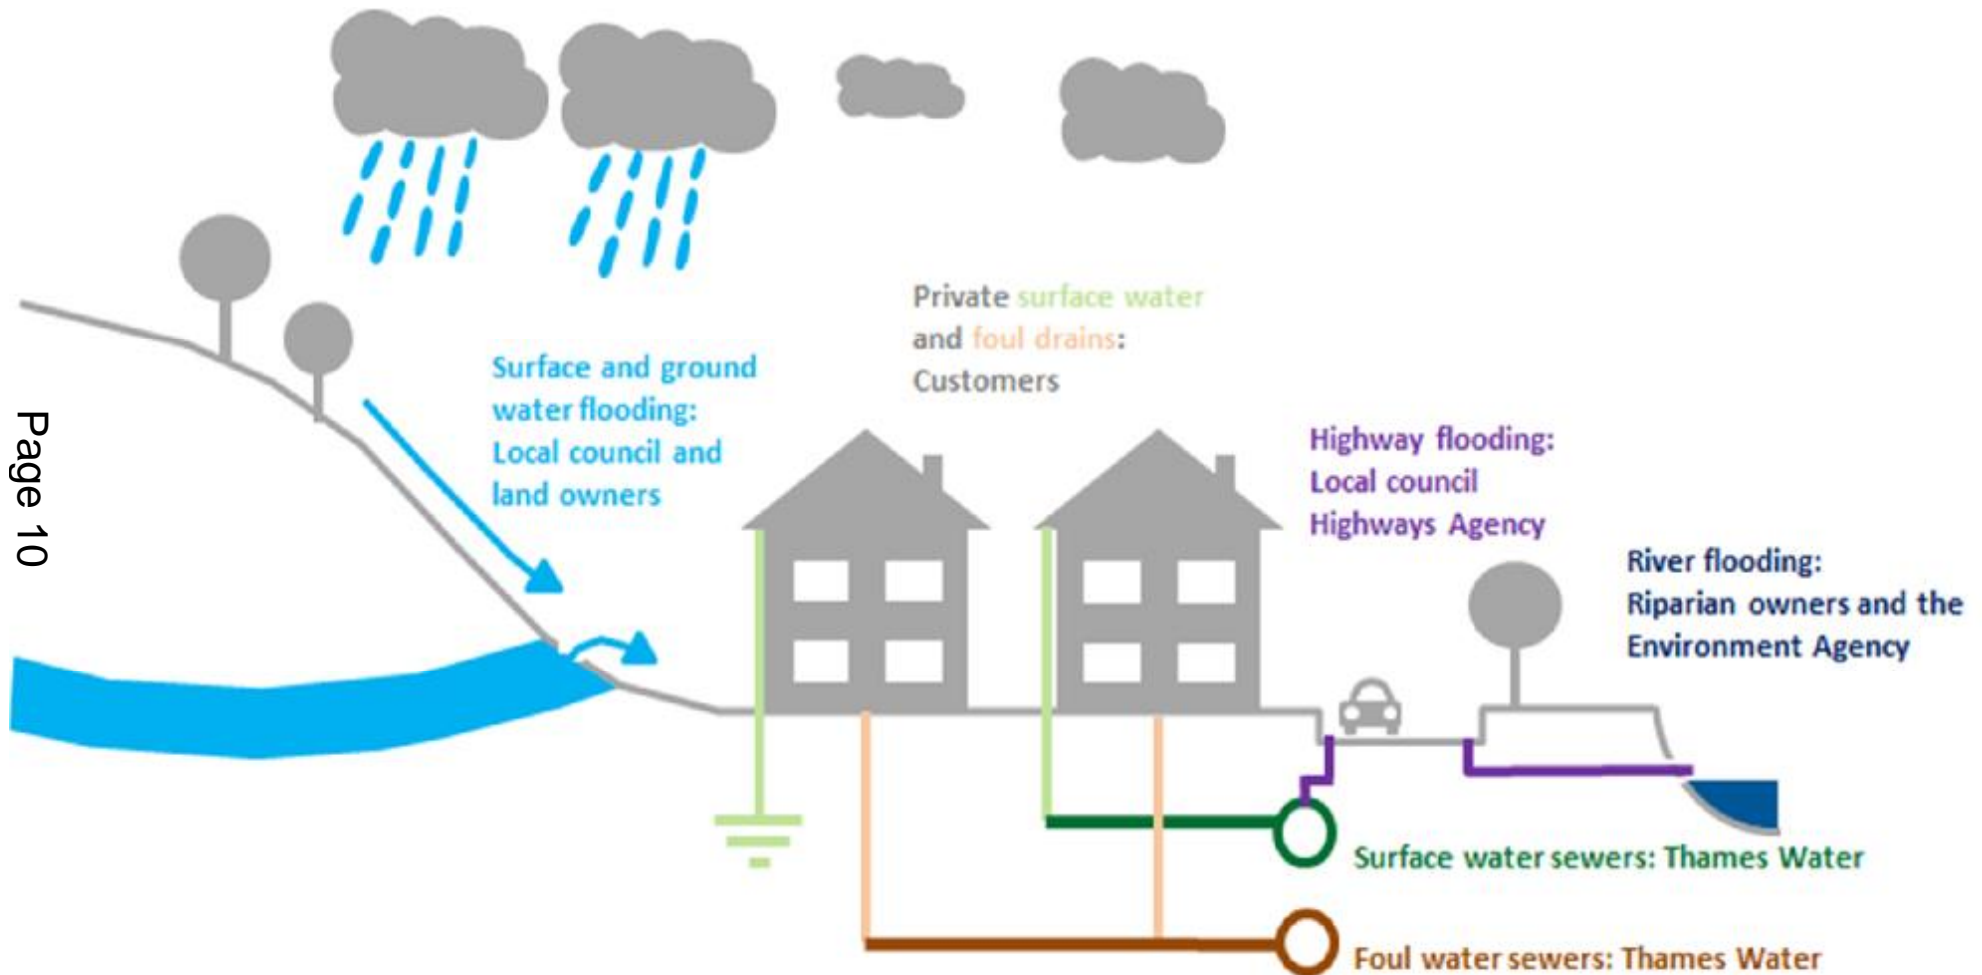 Private surface water
and foul drains:
Customers
Surface and ground
water flooding:
Local council and
land owners
Page 10
Highway flooding:
Local council
Highways Agency
River flooding:
Riparian owners and the
Environment Agency
Surface water sewers: Thames Water
Foul water sewers: Thames Water